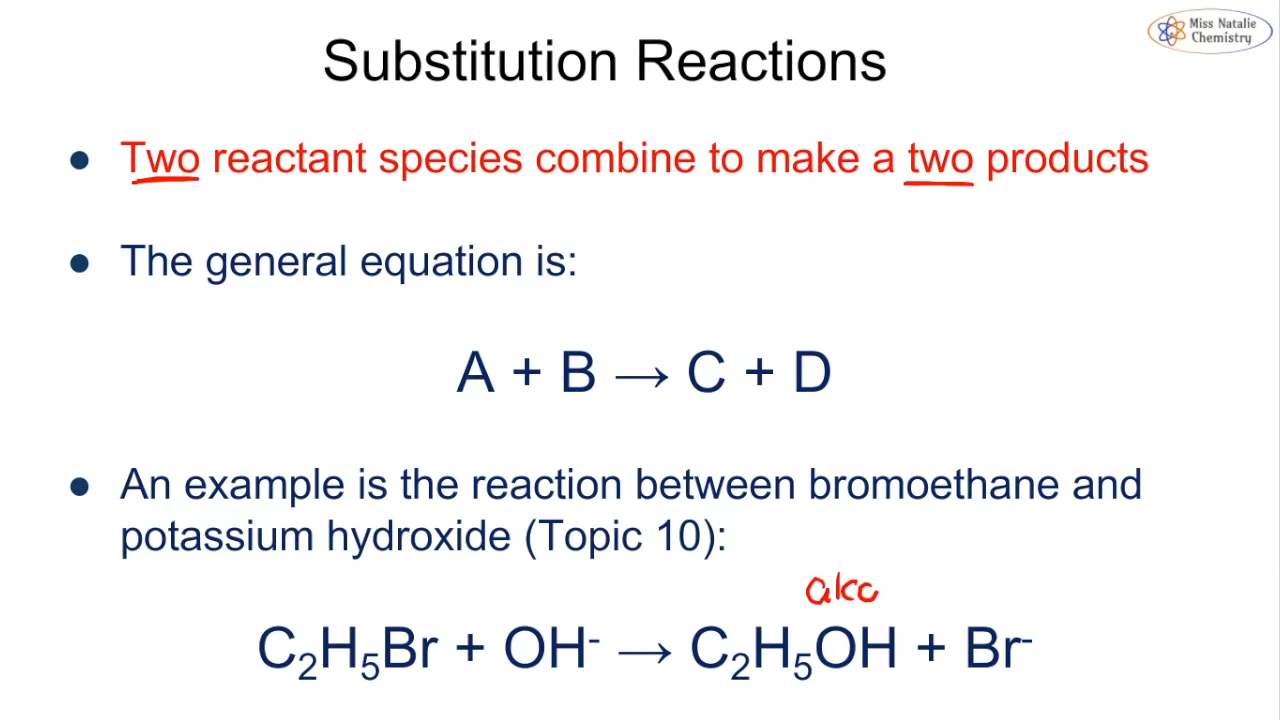 Miss Natalie
Chemistry
Substitution Reactions
● Two reactant species combine to make a two products
● The general equation is:
A + B → C + D
● An example is the reaction between bromoethane and
potassium hydroxide (Topic 10):
alco
C₂H₅Br + OH⁻ → C₂H₅OH + Br⁻